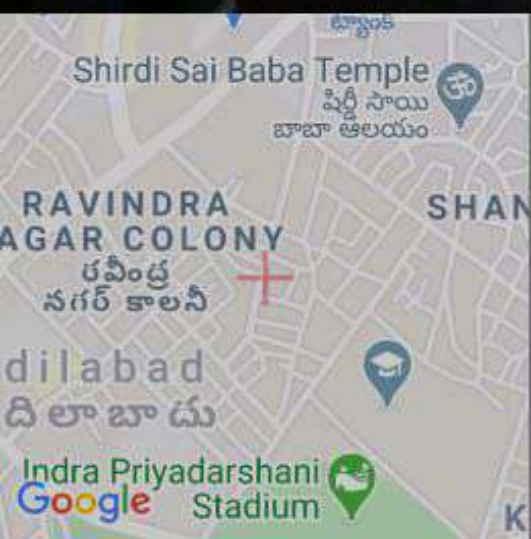 ట్యాంక్
Shirdi Sai Baba Temple
షిర్డీ సాయి
బాబా ఆలయం
RAVINDRA
AGAR COLONY
రవీంద్ర
నగర్ కాలనీ
SHAN
dilabad
ది లా బా దు
Indra Priyadarshani
Stadium
Google
K